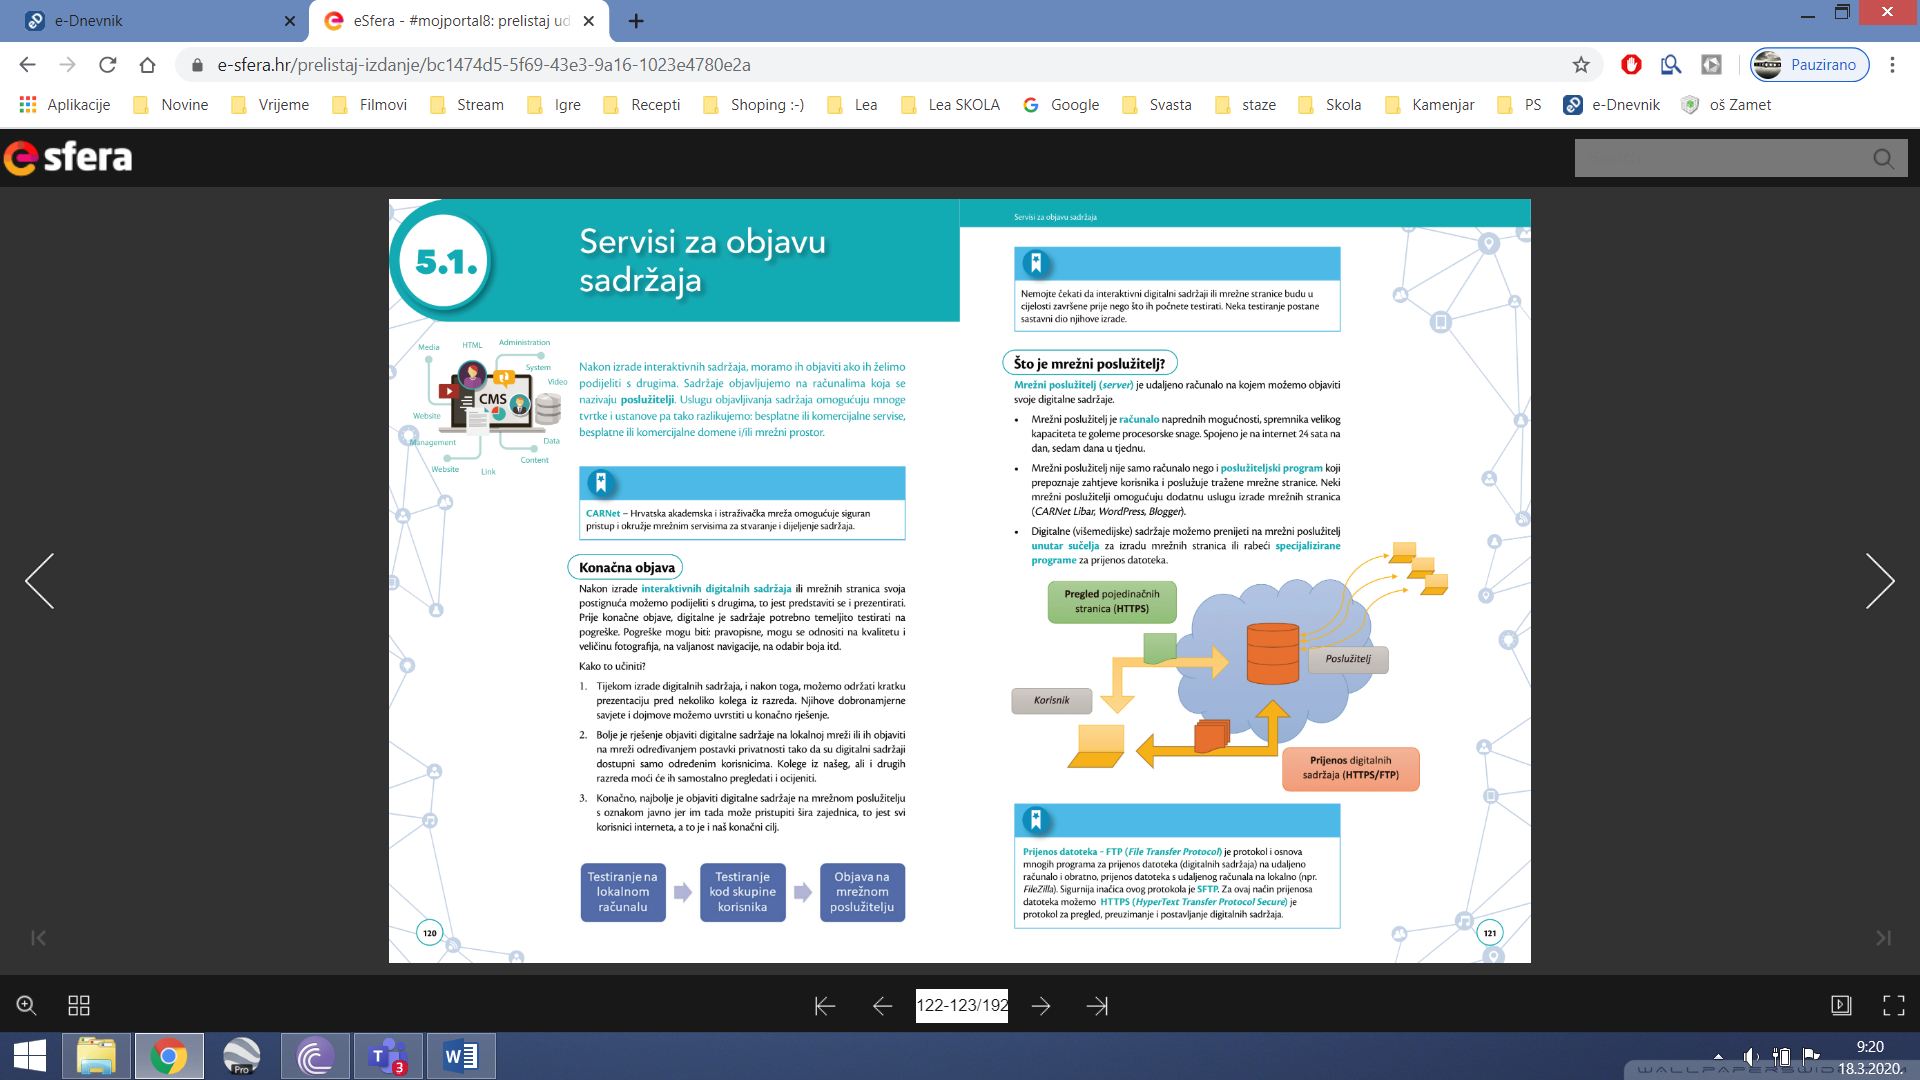 e-Dnevnik
eSfera - #mojportal8: prelistaj ud
e-sfera.hr/prelistaj-izdanje/bc1474d5-5f69-43e3-9a16-1023e4780e2a
Pauzirano
Aplikacije Novine Vrijeme Filmovi Stream Igre Recepti Shoping :-) Lea Lea SKOLA Google Svasta staze Skola Kamenjar PS e-Dnevnik oš Zamet
sfera
5.1.
Servisi za objavu
sadržaja
Media HTML Administration
System
Video
CMS
Website
Management
Data
Content
Website
Link
Nakon izrade interaktivnih sadržaja, moramo ih objaviti ako ih želimo
podijeliti s drugima. Sadržaje objavljujemo na računalima koja se
nazivaju poslužitelji. Uslugu objavljivanja sadržaja omogućuju mnoge
tvrtke i ustanove pa tako razlikujemo: besplatne ili komercijalne servise,
besplatne ili komercijalne domene i/ili mrežni prostor.
CARNet – Hrvatska akademska i istraživačka mreža omogućuje siguran
pristup i okružje mrežnim servisima za stvaranje i dijeljenje sadržaja.
Konačna objava
Nakon izrade interaktivnih digitalnih sadržaja ili mrežnih stranica svoja
postignuća možemo podijeliti s drugima, to jest predstaviti se i prezentirati.
Prije konačne objave, digitalne je sadržaje potrebno temeljito testirati na
pogreške. Pogreške mogu biti: pravopisne, mogu se odnositi na kvalitetu i
veličinu fotografija, na valjanost navigacije, na odabir boja itd.
Kako to učiniti?
1. Tijekom izrade digitalnih sadržaja, i nakon toga, možemo održati kratku
prezentaciju pred nekoliko kolega iz razreda. Njihove dobronamjerne
savjete i dojmove možemo uvrstiti u konačno rješenje.
2. Bolje je rješenje objaviti digitalne sadržaje na lokalnoj mreži ili ih objaviti
na mreži određivanjem postavki privatnosti tako da su digitalni sadržaji
dostupni samo određenim korisnicima. Kolege iz našeg, ali i drugih
razreda moći će ih samostalno pregledati i ocijeniti.
3. Konačno, najbolje je objaviti digitalne sadržaje na mrežnom poslužitelju
s oznakom javno jer im tada može pristupiti šira zajednica, to jest svi
korisnici interneta, a to je i naš konačni cilj.
Testiranje na
lokalnom
računalu
Testiranje
kod skupine
korisnika
Objava na
mrežnom
poslužitelju
120
Servisi za objavu sadržaja
Nemojte čekati da interaktivni digitalni sadržaji ili mrežne stranice budu u
cijelosti završene prije nego što ih počnete testirati. Neka testiranje postane
sastavni dio njihove izrade.
Što je mrežni poslužitelj?
Mrežni poslužitelj (server) je udaljeno računalo na kojem možemo objaviti
svoje digitalne sadržaje.
• Mrežni poslužitelj je računalo naprednih mogućnosti, spremnika velikog
kapaciteta te goleme procesorske snage. Spojeno je na internet 24 sata na
dan, sedam dana u tjednu.
• Mrežni poslužitelj nije samo računalo nego i poslužiteljski program koji
prepoznaje zahtjeve korisnika i poslužuje tražene mrežne stranice. Neki
mrežni poslužitelji omogućuju dodatnu uslugu izrade mrežnih stranica
(CARNet Libar, WordPress, Blogger).
• Digitalne (višemedijske) sadržaje možemo prenijeti na mrežni poslužitelj
unutar sučelja za izradu mrežnih stranica ili rabeći specijalizirane
programe za prijenos datoteka.
Pregled pojedinačnih
stranica (HTTPS)
Poslužitelj
Korisnik
Prijenos digitalnih
sadržaja (HTTPS/FTP)
Prijenos datoteka – FTP (File Transfer Protocol) je protokol i osnova
mnogih programa za prijenos datoteka (digitalnih sadržaja) na udaljeno
računalo i obratno, prijenos datoteka s udaljenog računala na lokalno (npr.
FileZilla). Sigurnija inačica ovog protokola je SFTP. Za ovaj način prijenosa
datoteka možemo HTTPS (HyperText Transfer Protocol Secure) je
protokol za pregled, preuzimanje i postavljanje digitalnih sadržaja.
121
122-123/192
Pro
3
9:20
18.3.2020.